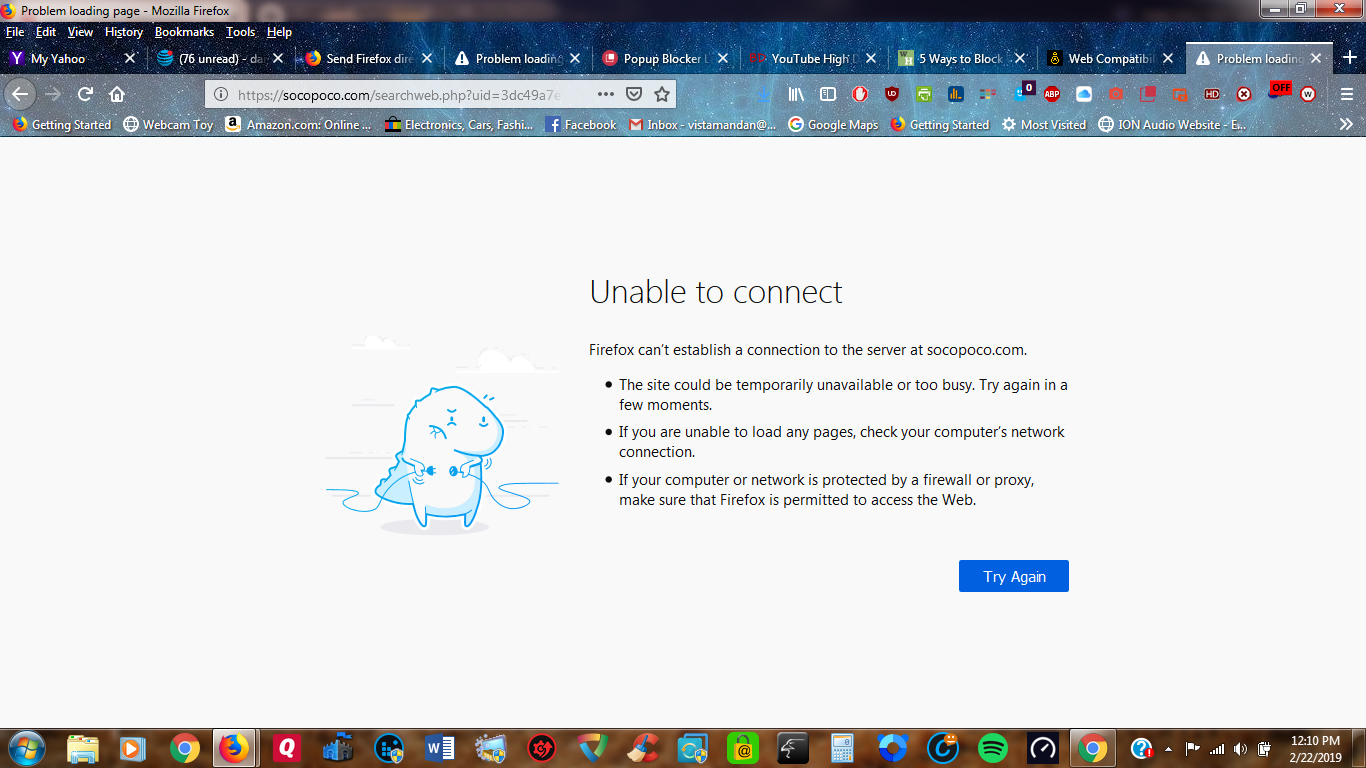 Problem loading page - Mozilla Firefox
File Edit View History Bookmarks Tools Help
My Yahoo (76 unread) - da Send Firefox dire Problem loading Popup Blocker YouTube High D 5 Ways to Block Web Compatibil Problem loading
https://socopoco.com/searchweb.php?uid=3dc49a7e 0 ABP HD OFF W
Getting Started Webcam Toy Amazon.com: Online ... Electronics, Cars, Fashi... Facebook Inbox - vistamandan@... Google Maps Getting Started Most Visited ION Audio Website - E...
Unable to connect
Firefox can’t establish a connection to the server at socopoco.com.
The site could be temporarily unavailable or too busy. Try again in a
few moments.
If you are unable to load any pages, check your computer’s network
connection.
If your computer or network is protected by a firewall or proxy,
make sure that Firefox is permitted to access the Web.
Try Again
12:10 PM
2/22/2019